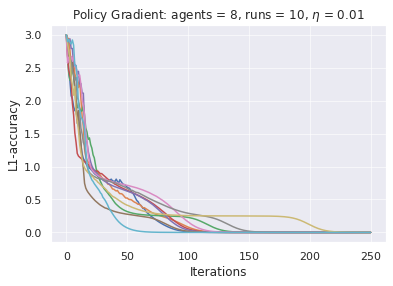 Policy Gradient: agents = 8, runs = 10, η = 0.01
L1-accuracy
3.0
2.5
2.0
1.5
1.0
0.5
0.0
0 50 100 150 200 250
Iterations